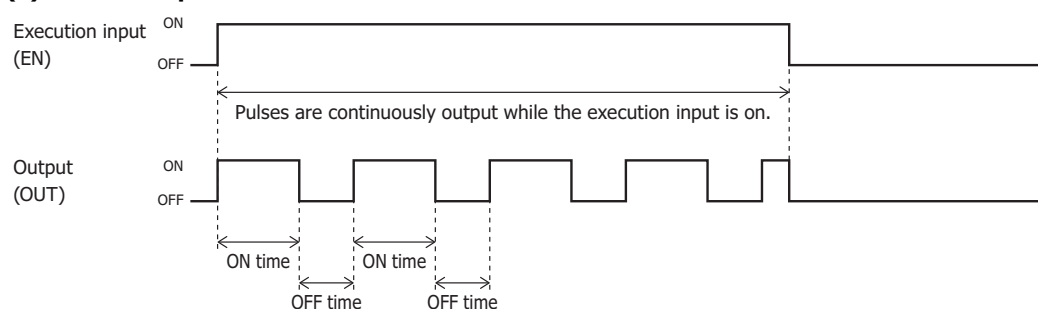 Execution input
(EN)
ON
OFF
Pulses are continuously output while the execution input is on.
Output
(OUT)
ON
OFF
ON time
ON time
OFF time
OFF time